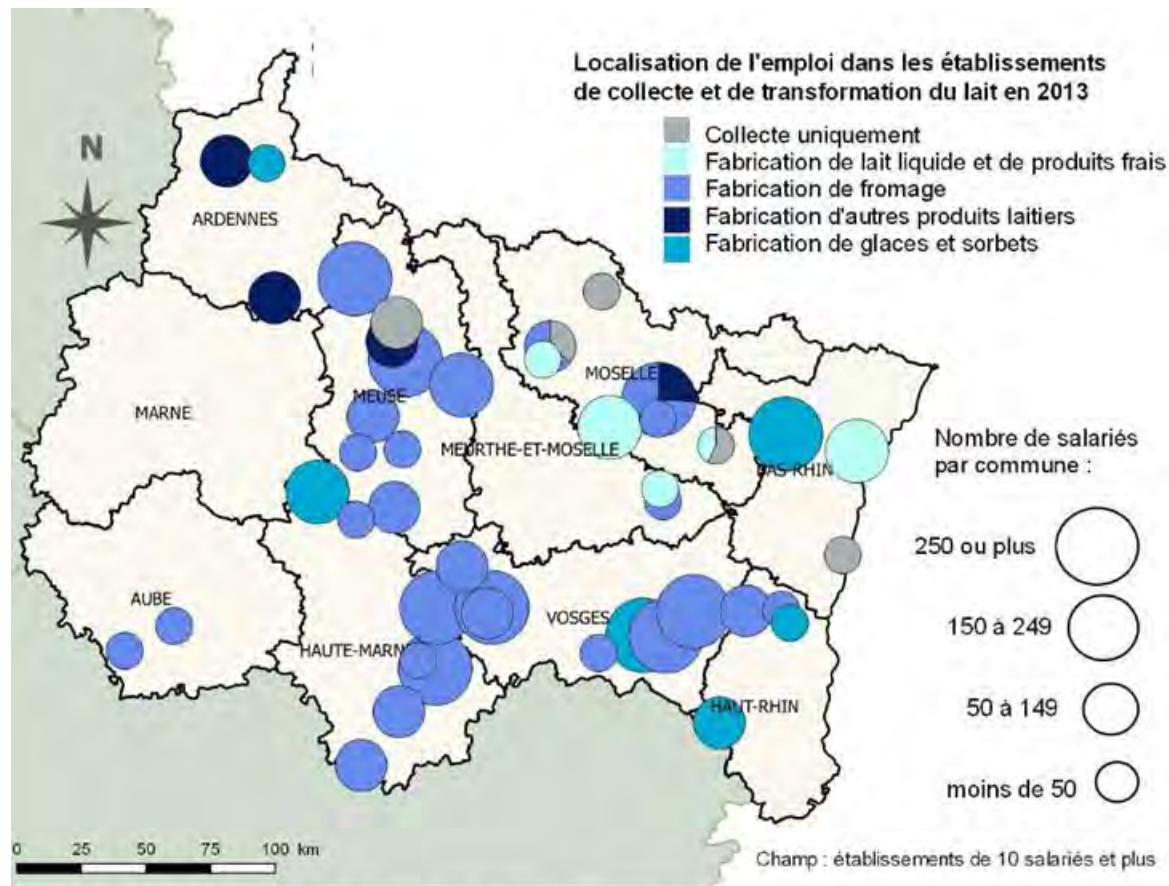 Localisation de l'emploi dans les établissements
de collecte et de transformation du lait en 2013
Collecte uniquement
Fabrication de lait liquide et de produits frais
Fabrication de fromage
Fabrication d'autres produits laitiers
Fabrication de glaces et sorbets
N
ARDENNES
MOSELLE
MARNE
MEUSE
MEURTHE-ET-MOSELLE
BAS-RHIN
AUBE
VOSGES
HAUTE-MARNE
HAUT-RHIN
Nombre de salariés
par commune :
250 ou plus
150 à 249
50 à 149
moins de 50
0 25 50 75 100 km
Champ : établissements de 10 salariés et plus